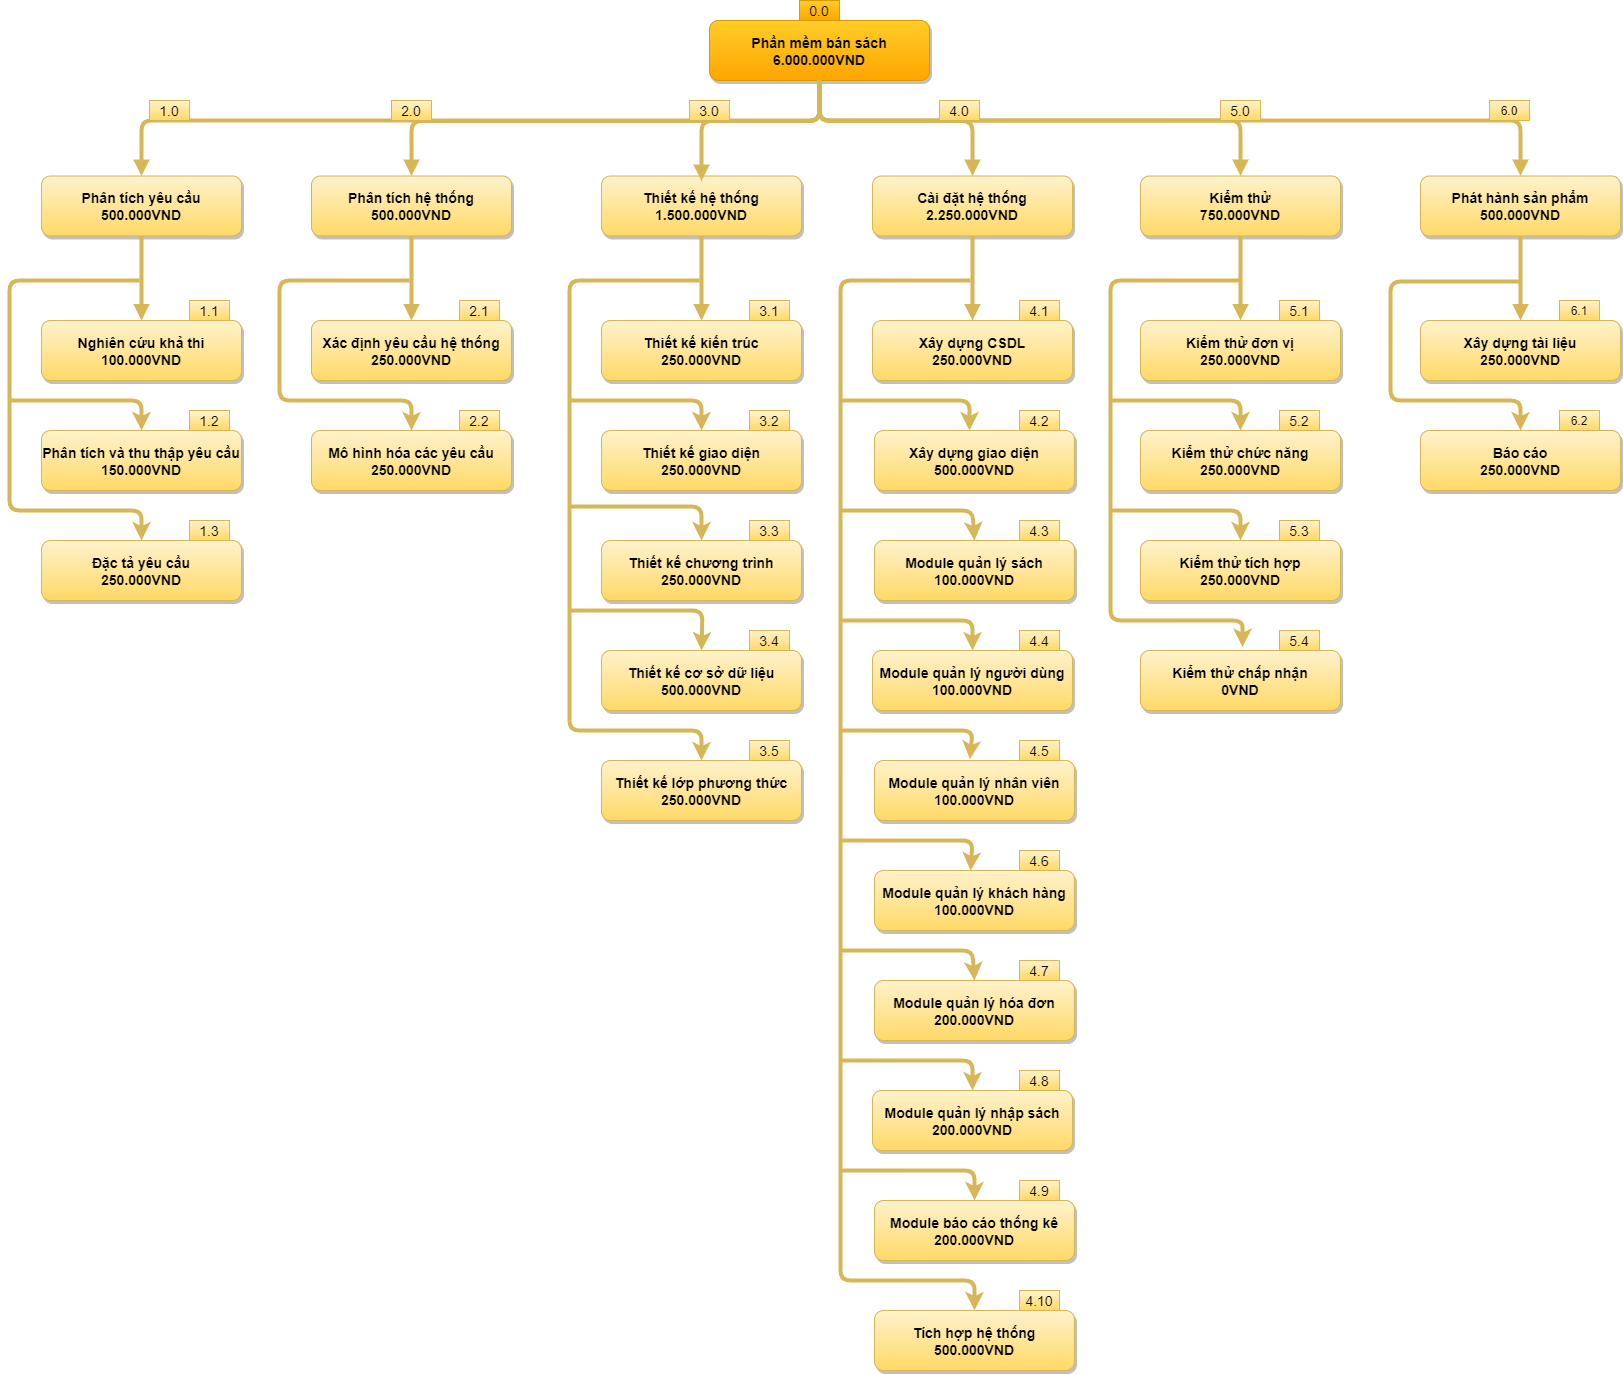 0.0
Phần mềm bán sách
6.000.000VND
1.0
Phân tích yêu cầu
500.000VND
1.1
Nghiên cứu khả thi
100.000VND
1.2
Phân tích và thu thập yêu cầu
150.000VND
1.3
Đặc tả yêu cầu
250.000VND
2.0
Phân tích hệ thống
500.000VND
2.1
Xác định yêu cầu hệ thống
250.000VND
2.2
Mô hình hóa các yêu cầu
250.000VND
3.0
Thiết kế hệ thống
1.500.000VND
3.1
Thiết kế kiến trúc
250.000VND
3.2
Thiết kế giao diện
250.000VND
3.3
Thiết kế chương trình
250.000VND
3.4
Thiết kế cơ sở dữ liệu
500.000VND
3.5
Thiết kế lớp phương thức
250.000VND
4.0
Cài đặt hệ thống
2.250.000VND
4.1
Xây dựng CSDL
250.000VND
4.2
Xây dựng giao diện
500.000VND
4.3
Module quản lý sách
100.000VND
4.4
Module quản lý người dùng
100.000VND
4.5
Module quản lý nhân viên
100.000VND
4.6
Module quản lý khách hàng
100.000VND
4.7
Module quản lý hóa đơn
200.000VND
4.8
Module quản lý nhập sách
200.000VND
4.9
Module báo cáo thống kê
200.000VND
4.10
Tích hợp hệ thống
500.000VND
5.0
Kiểm thử
750.000VND
5.1
Kiểm thử đơn vị
250.000VND
5.2
Kiểm thử chức năng
250.000VND
5.3
Kiểm thử tích hợp
250.000VND
5.4
Kiểm thử chấp nhận
0VND
6.0
Phát hành sản phẩm
500.000VND
6.1
Xây dựng tài liệu
250.000VND
6.2
Báo cáo
250.000VND